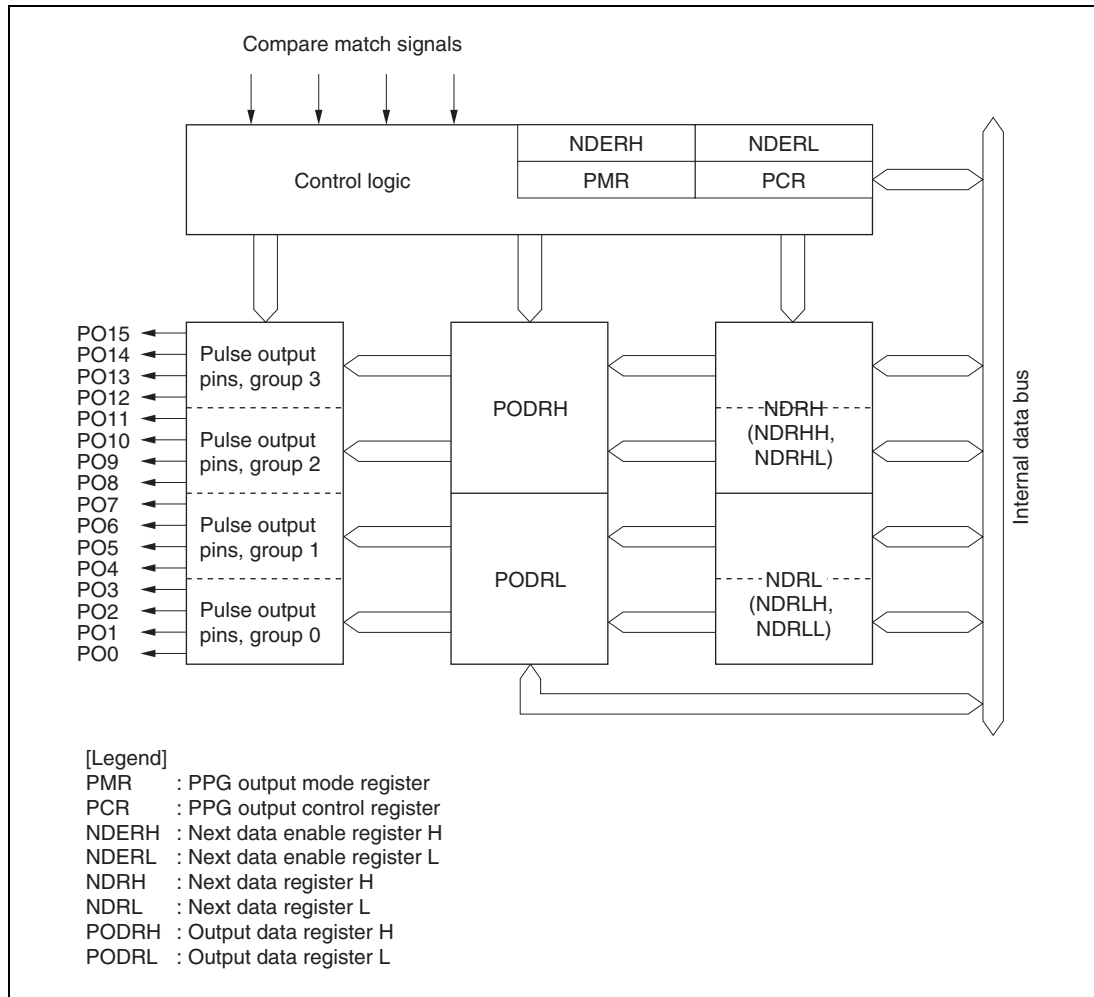 Compare match signals
Control logic
NDERH NDERL
PMR PCR
PO15
PO14
PO13
PO12
PO11
PO10
PO9
PO8
PO7
PO6
PO5
PO4
PO3
PO2
PO1
PO0
Pulse output
pins, group 3
Pulse output
pins, group 2
Pulse output
pins, group 1
Pulse output
pins, group 0
PODRH
PODRL
NDRH
(NDRHH,
NDRHL)
NDRL
(NDRLH,
NDRLL)
Internal data bus
[Legend]
PMR : PPG output mode register
PCR : PPG output control register
NDERH : Next data enable register H
NDERL : Next data enable register L
NDRH : Next data register H
NDRL : Next data register L
PODRH : Output data register H
PODRL : Output data register L